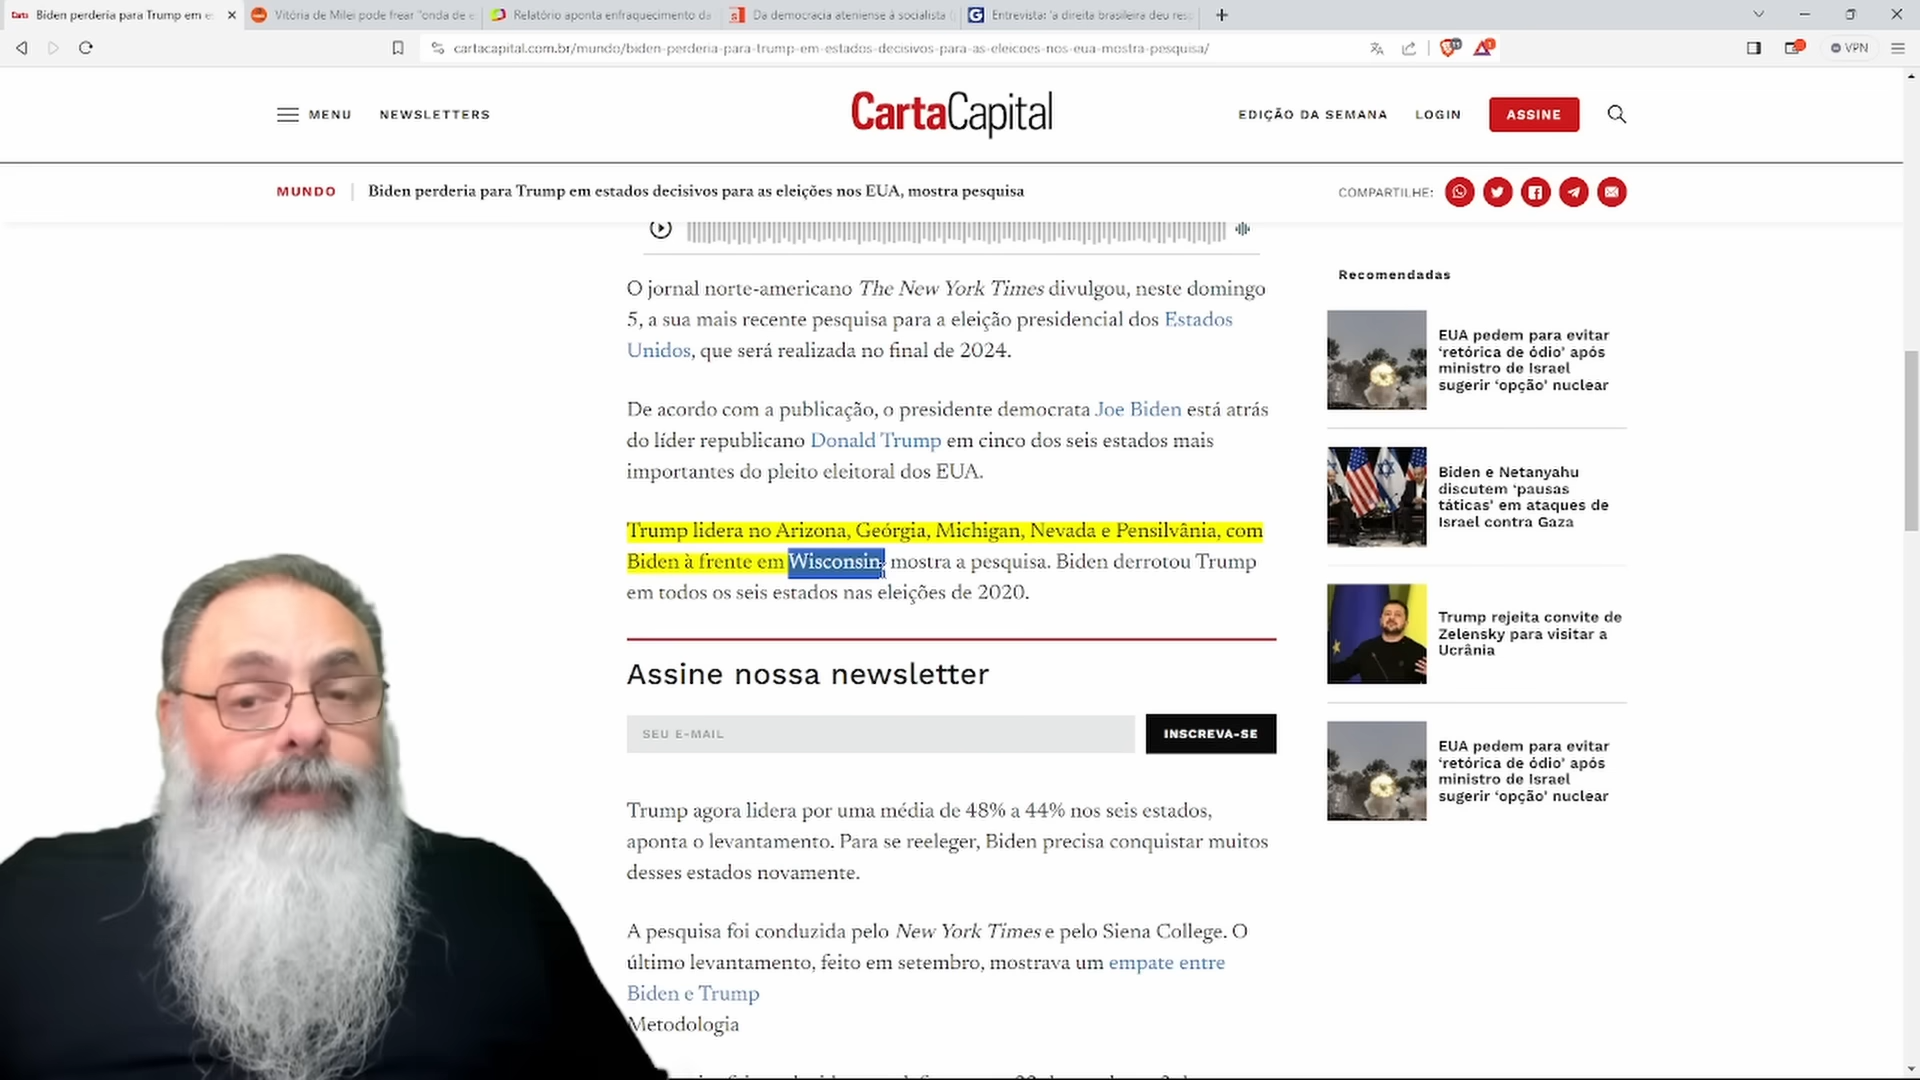 Biden perderia para Trump em es
Vitória de Milei pode frear "onda de e
Relatório aponta enfraquecimento da
Da democracia ateniense à socialista
Entrevista: 'a direita brasileira deu res
cartacapital.com.br/mundo/biden-perderia-para-trump-em-estados-decisivos-para-as-eleicoes-nos-eua-mostra-pesquisa/
VPN
MENU
NEWSLETTERS
CartaCapital
EDIÇÃO DA SEMANA
LOGIN
ASSINE
MUNDO
Biden perderia para Trump em estados decisivos para as eleições nos EUA, mostra pesquisa
COMPARTILHE:
O jornal norte-americano The New York Times divulgou, neste domingo
5, a sua mais recente pesquisa para a eleição presidencial dos Estados
Unidos, que será realizada no final de 2024.
De acordo com a publicação, o presidente democrata Joe Biden está atrás
do líder republicano Donald Trump em cinco dos seis estados mais
importantes do pleito eleitoral dos EUA.
Trump lidera no Arizona, Geórgia, Michigan, Nevada e Pensilvânia, com
Biden à frente em Wisconsin, mostra a pesquisa. Biden derrotou Trump
em todos os seis estados nas eleições de 2020.
Assine nossa newsletter
SEU E-MAIL
INSCREVA-SE
Trump agora lidera por uma média de 48% a 44% nos seis estados,
aponta o levantamento. Para se reeleger, Biden precisa conquistar muitos
desses estados novamente.
A pesquisa foi conduzida pelo New York Times e pelo Siena College. O
último levantamento, feito em setembro, mostrava um empate entre
Biden e Trump
Metodologia
Recomendadas
EUA pedem para evitar
'retórica de ódio' após
ministro de Israel
sugerir 'opção' nuclear
Biden e Netanyahu
discutem 'pausas
táticas' em ataques de
Israel contra Gaza
Trump rejeita convite de
Zelensky para visitar a
Ucrânia
EUA pedem para evitar
'retórica de ódio' após
ministro de Israel
sugerir 'opção' nuclear